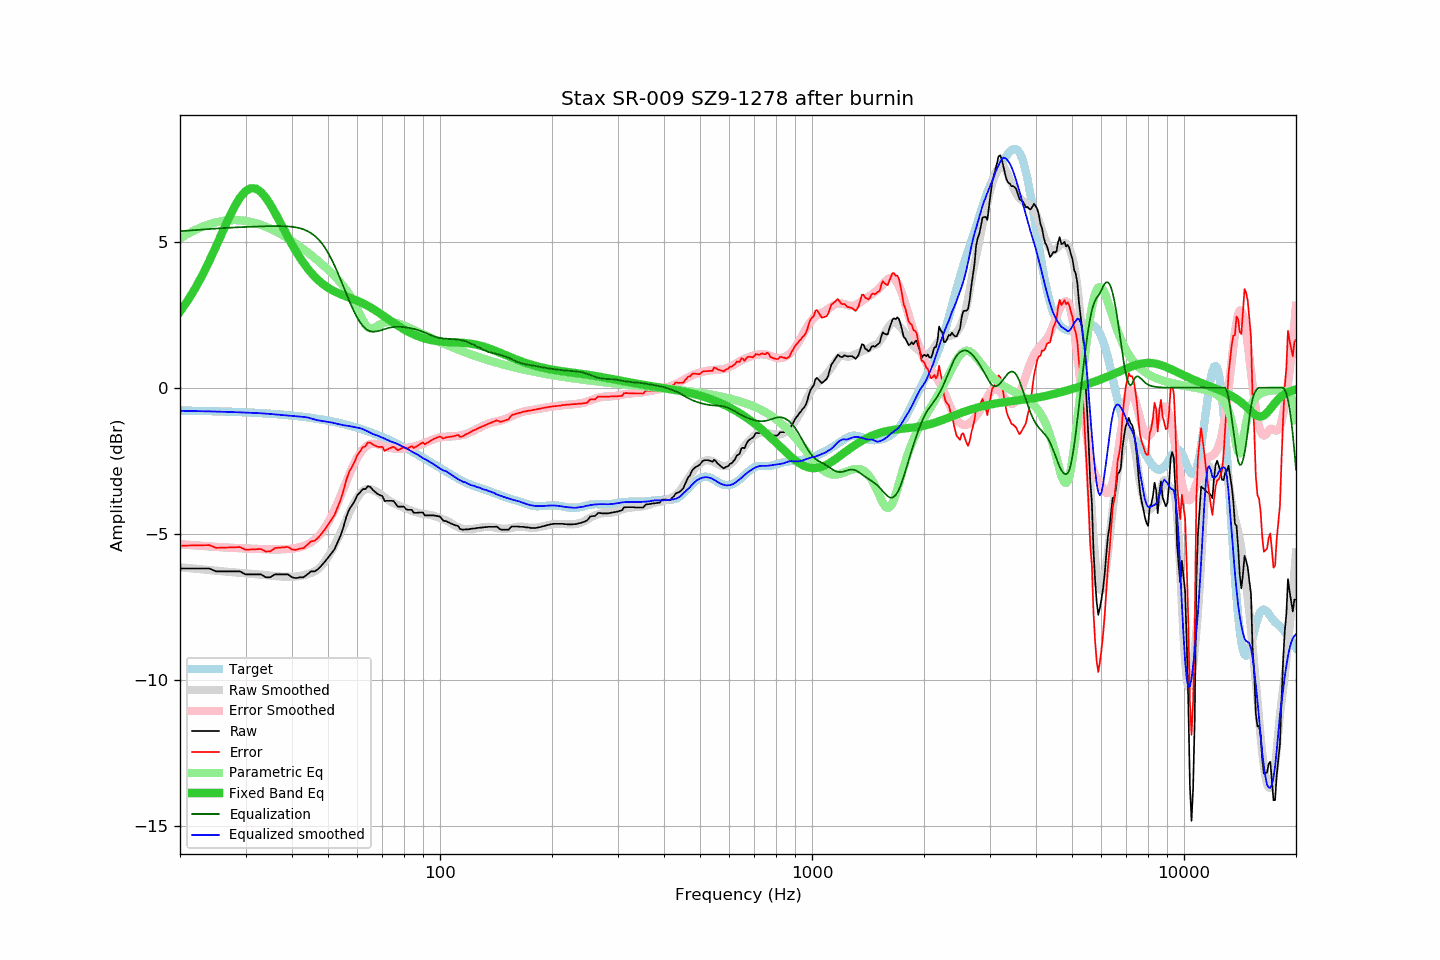 Stax SR-009 SZ9-1278 after burnin
Amplitude (dBr)
5
0
−5
−10
−15
Target
Raw Smoothed
Error Smoothed
Raw
Error
Parametric Eq
Fixed Band Eq
Equalization
Equalized smoothed
100
1000
10000
Frequency (Hz)